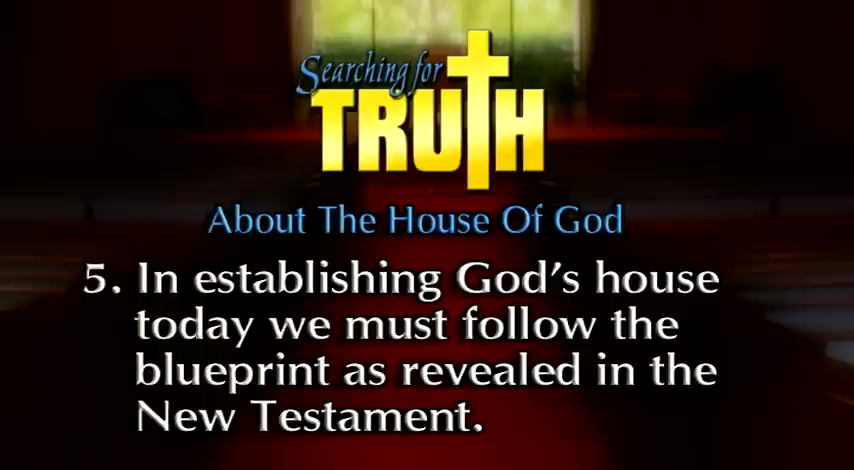 Searching for
TRUTH
About The House Of God
5. In establishing God's house
today we must follow the
blueprint as revealed in the
New Testament.